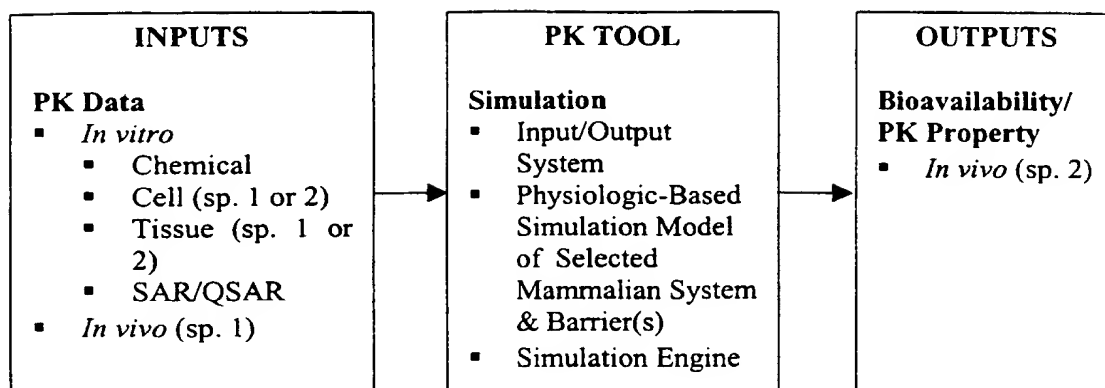 INPUTS
PK Data
▪ In vitro
▪ Chemical
▪ Cell (sp. 1 or 2)
▪ Tissue (sp. 1 or
2)
▪ SAR/QSAR
▪ In vivo (sp. 1)
PK TOOL
Simulation
▪ Input/Output
System
▪ Physiologic-Based
Simulation Model
of Selected
Mammalian System
& Barrier(s)
▪ Simulation Engine
OUTPUTS
Bioavailability/
PK Property
▪ In vivo (sp. 2)